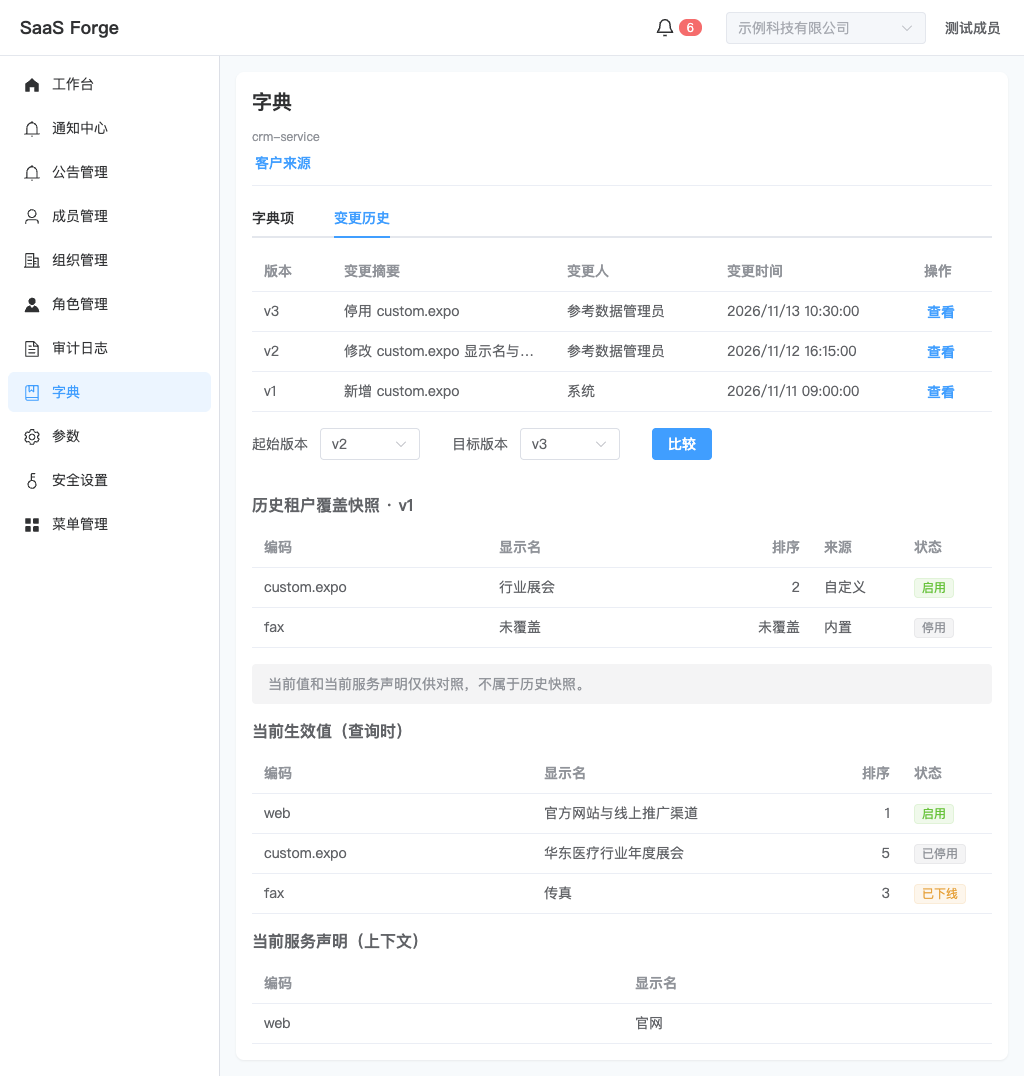 SaaS Forge
6
示例科技有限公司
测试成员
工作台
通知中心
公告管理
成员管理
组织管理
角色管理
审计日志
字典
参数
安全设置
菜单管理
字典
crm-service
客户来源
字典项 变更历史
版本 变更摘要 变更人 变更时间 操作
v3 停用 custom.expo 参考数据管理员 2026/11/13 10:30:00 查看
v2 修改 custom.expo 显示名与... 参考数据管理员 2026/11/12 16:15:00 查看
v1 新增 custom.expo 系统 2026/11/11 09:00:00 查看
起始版本 v2 目标版本 v3 比较
历史租户覆盖快照 · v1
编码 显示名 排序 来源 状态
custom.expo 行业展会 2 自定义 启用
fax 未覆盖 未覆盖 内置 停用
当前值和当前服务声明仅供对照，不属于历史快照。
当前生效值（查询时）
编码 显示名 排序 状态
web 官方网站与线上推广渠道 1 启用
custom.expo 华东医疗行业年度展会 5 已停用
fax 传真 3 已下线
当前服务声明（上下文）
编码 显示名
web 官网